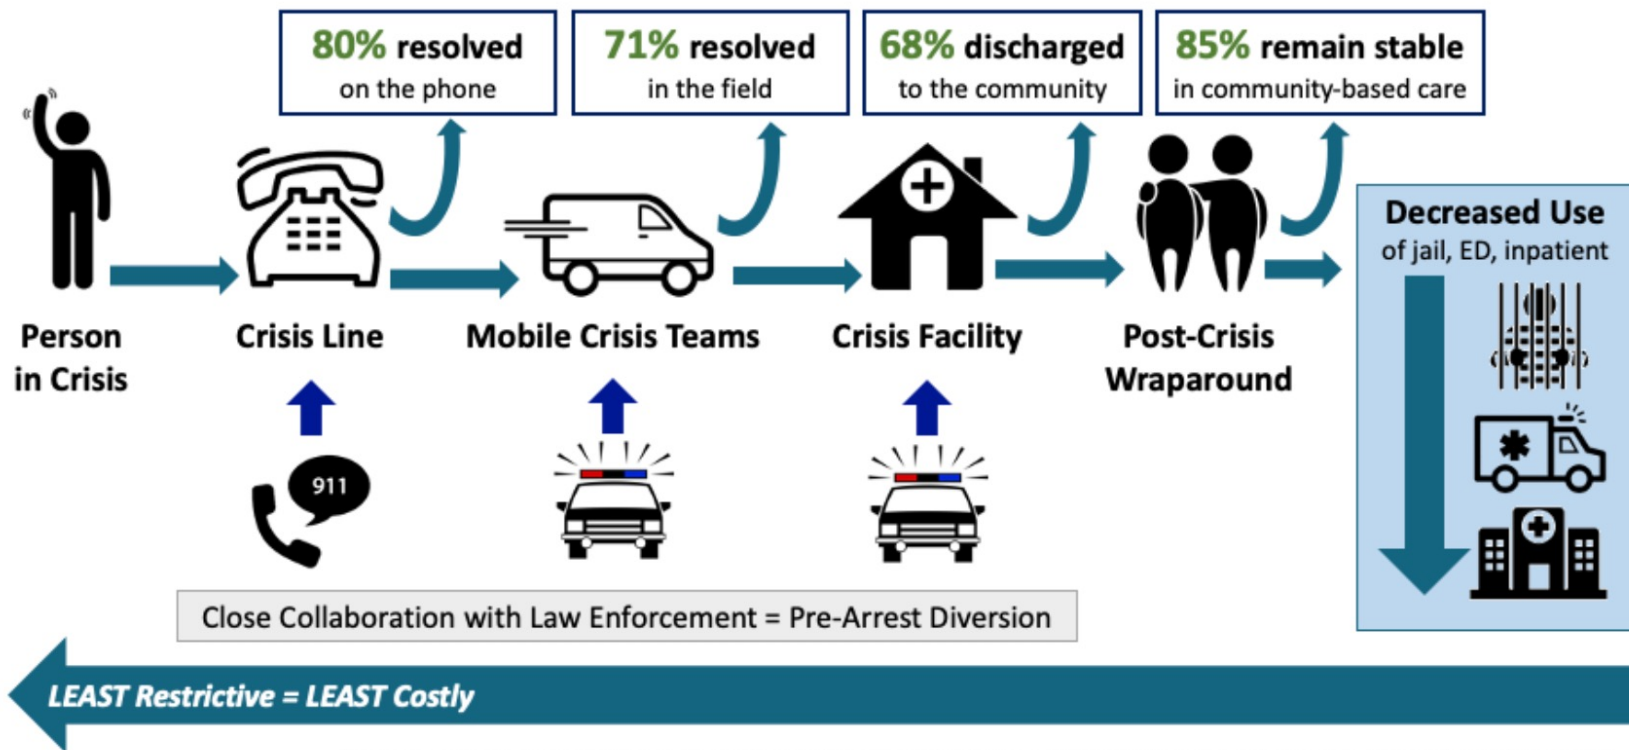 80% resolved
on the phone
71% resolved
in the field
68% discharged
to the community
85% remain stable
in community-based care
Person
in Crisis
Crisis Line
Mobile Crisis Teams
Crisis Facility
Post-Crisis
Wraparound
Decreased Use
of jail, ED, inpatient
911
Close Collaboration with Law Enforcement = Pre-Arrest Diversion
LEAST Restrictive = LEAST Costly